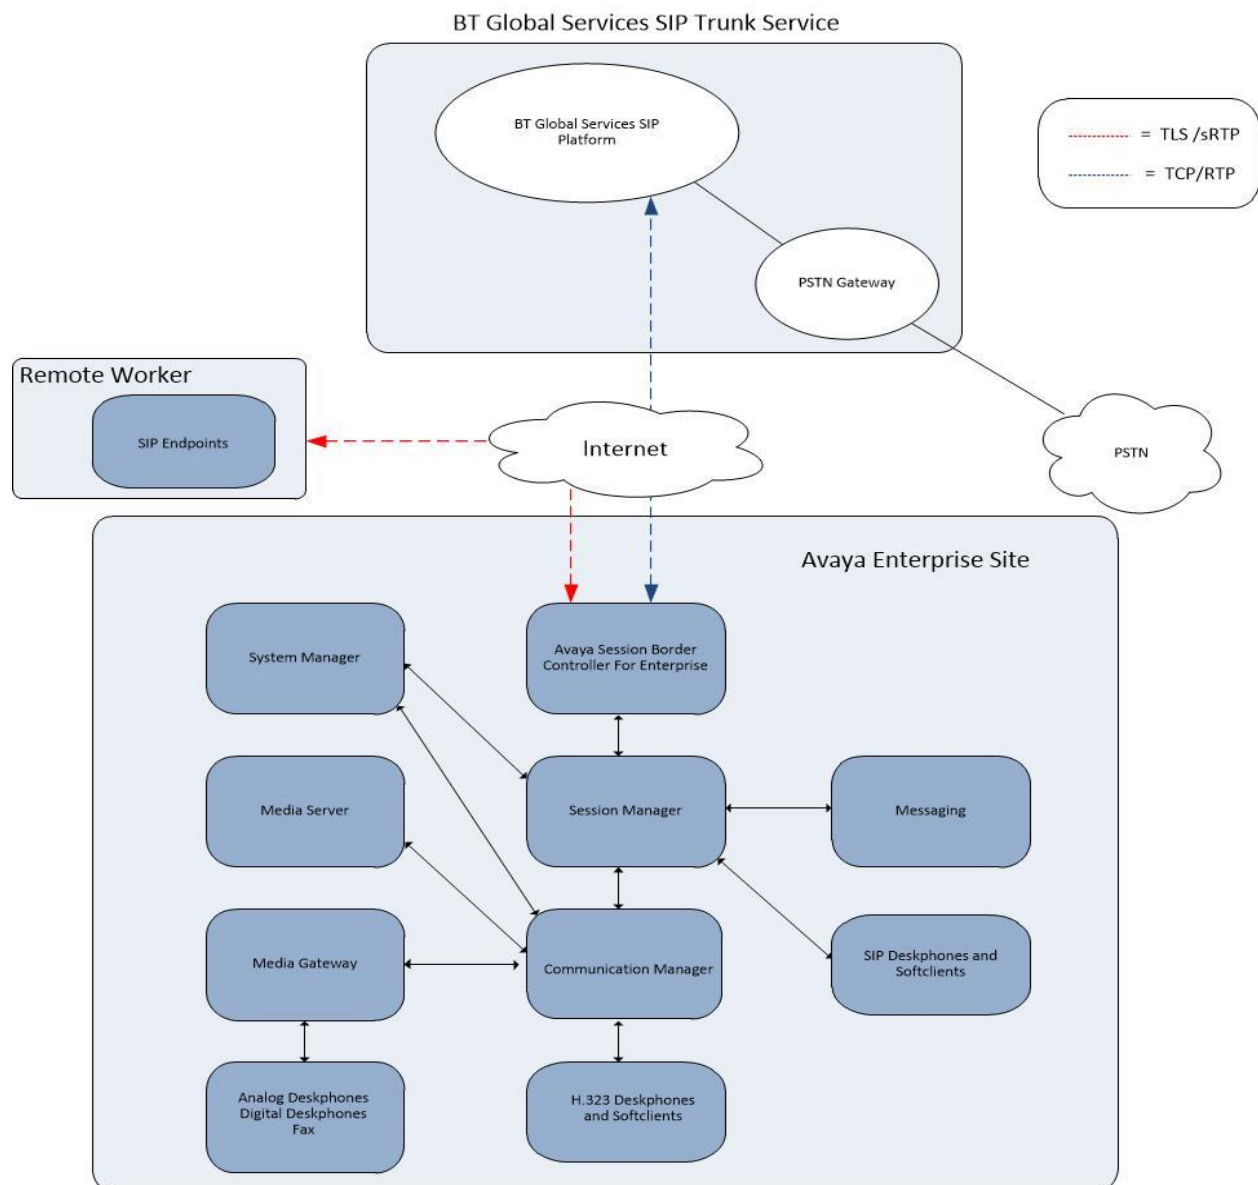 BT Global Services SIP Trunk Service
BT Global Services SIP
Platform
= TLS /sRTP
= TCP/RTP
PSTN Gateway
Remote Worker
SIP Endpoints
Internet
PSTN
Avaya Enterprise Site
System Manager
Avaya Session Border
Controller For Enterprise
Media Server
Session Manager
Messaging
Media Gateway
Communication Manager
SIP Deskphones and
Softclients
Analog Deskphones
Digital Deskphones
Fax
H.323 Deskphones
and Softclients